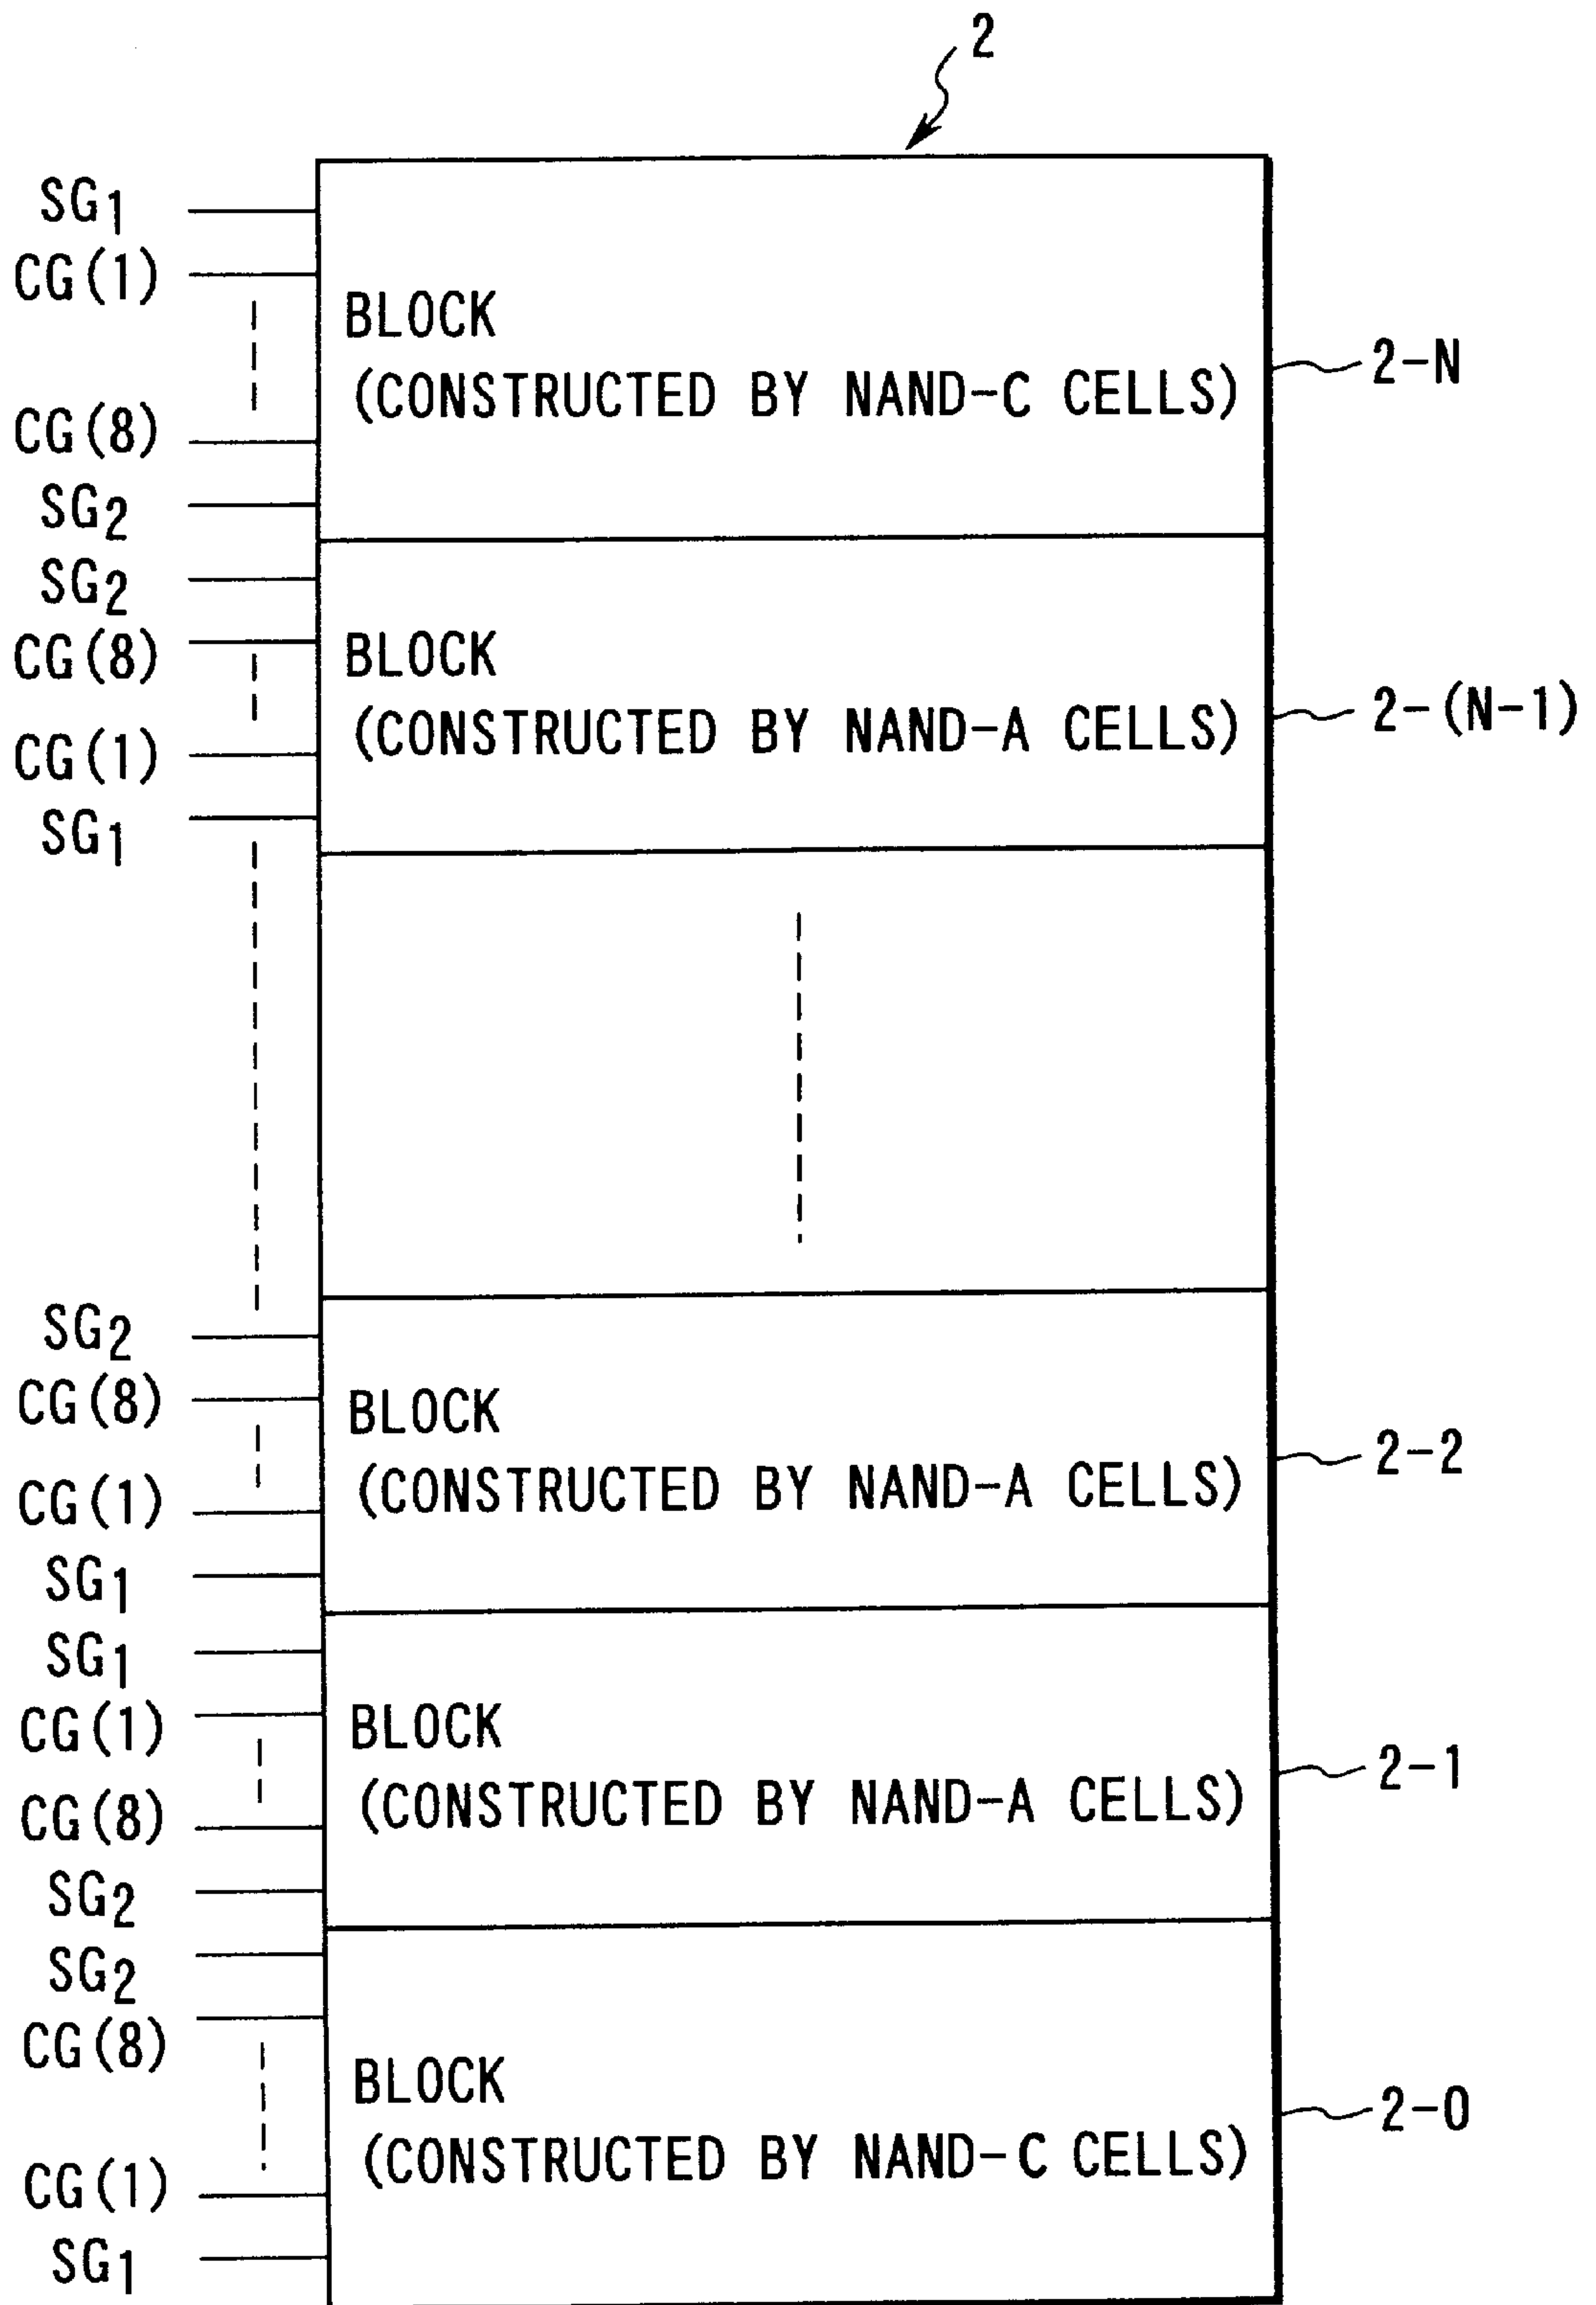 2
SG1
CG(1)
BLOCK
(CONSTRUCTED BY NAND-C CELLS)
2-N
CG(8)
SG2
SG2
CG(8)
BLOCK
(CONSTRUCTED BY NAND-A CELLS)
2-(N-1)
CG(1)
SG1
SG2
CG(8)
BLOCK
(CONSTRUCTED BY NAND-A CELLS)
2-2
CG(1)
SG1
SG1
CG(1)
BLOCK
(CONSTRUCTED BY NAND-A CELLS)
2-1
CG(8)
SG2
SG2
CG(8)
BLOCK
(CONSTRUCTED BY NAND-C CELLS)
2-0
CG(1)
SG1